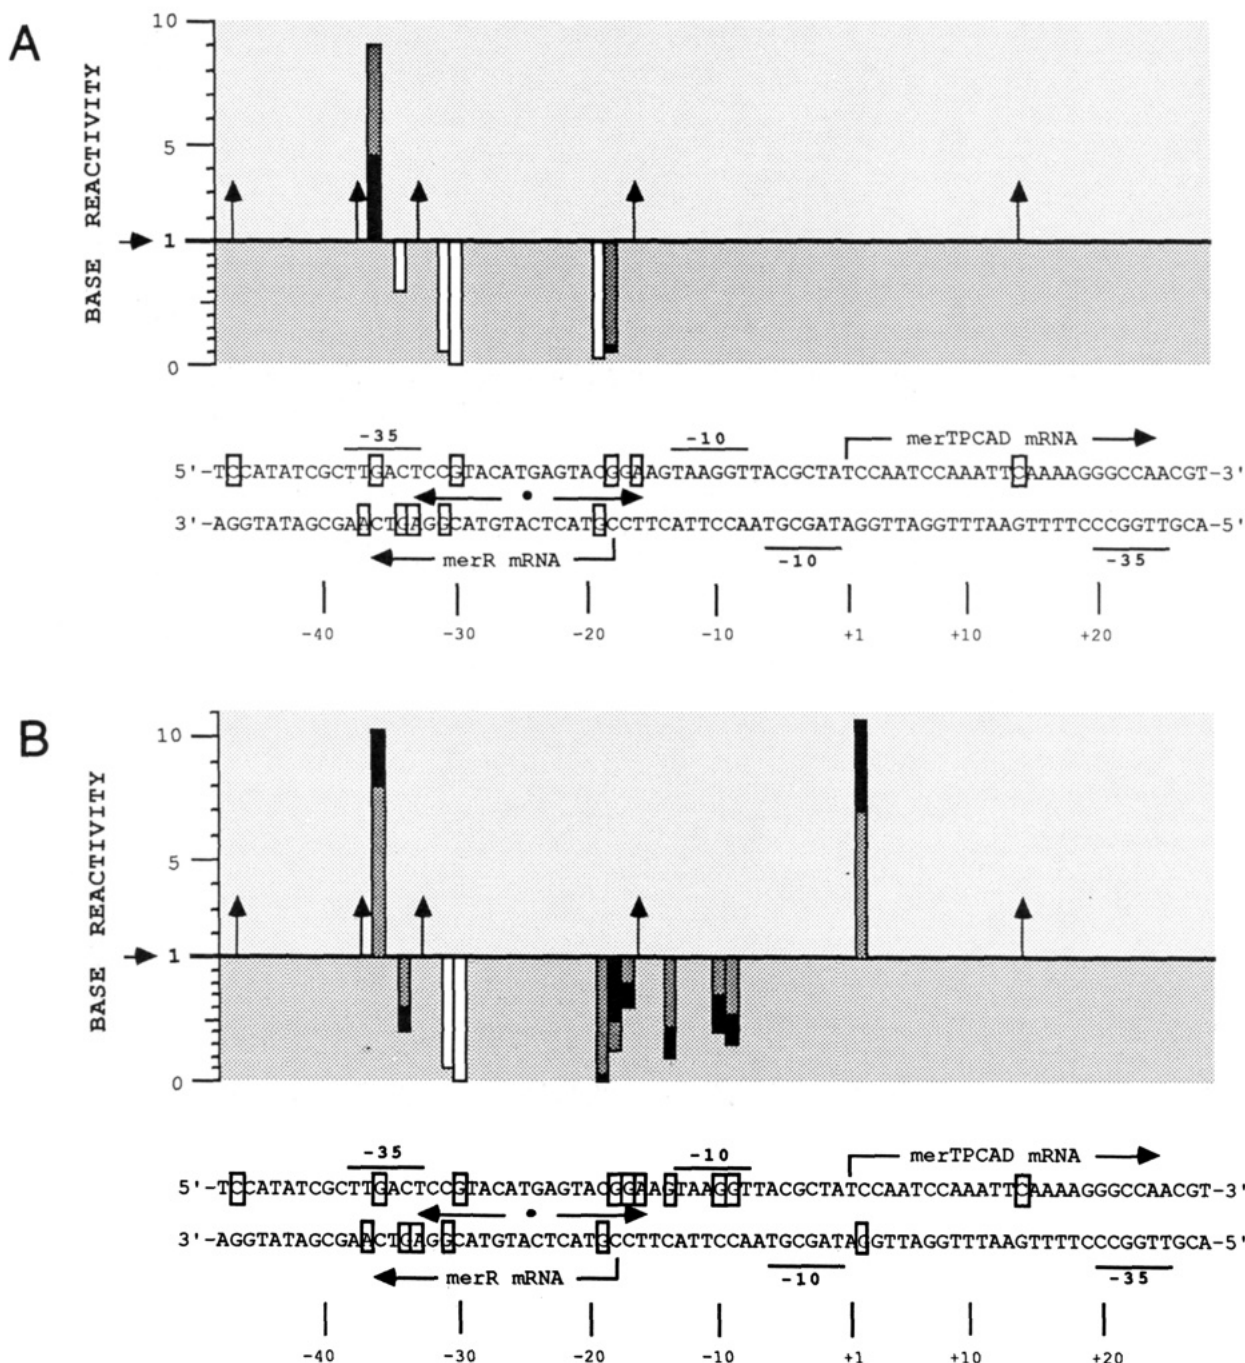 A
10
5
1
0
BASE REACTIVITY
-35
-10
merTPCAD mRNA
5'-TCCATATCGCTTGACTCCGTACATGAGTACGGAAGTAAGGTTACGCTATCCAATCCAAATTCAAAAGGGCCAACGT-3'
3'-AGGTATAGCGAACTGAGGCATGTACTCATGCCTTCATTCCAATGCGATAGGTTAGGTTTAAGTTTTCCCGGTTGCA-5'
merR mRNA
-10
-35
-40
-30
-20
-10
+1
+10
+20
B
10
5
1
0
BASE REACTIVITY
-35
-10
merTPCAD mRNA
5'-TCCATATCGCTTGACTCCGTACATGAGTACGGAAGTAAGGTTACGCTATCCAATCCAAATTCAAAAGGGCCAACGT-3'
3'-AGGTATAGCGAACTGAGGCATGTACTCATGCCTTCATTCCAATGCGATAGGTTAGGTTTAAGTTTTCCCGGTTGCA-5'
merR mRNA
-10
-35
-40
-30
-20
-10
+1
+10
+20